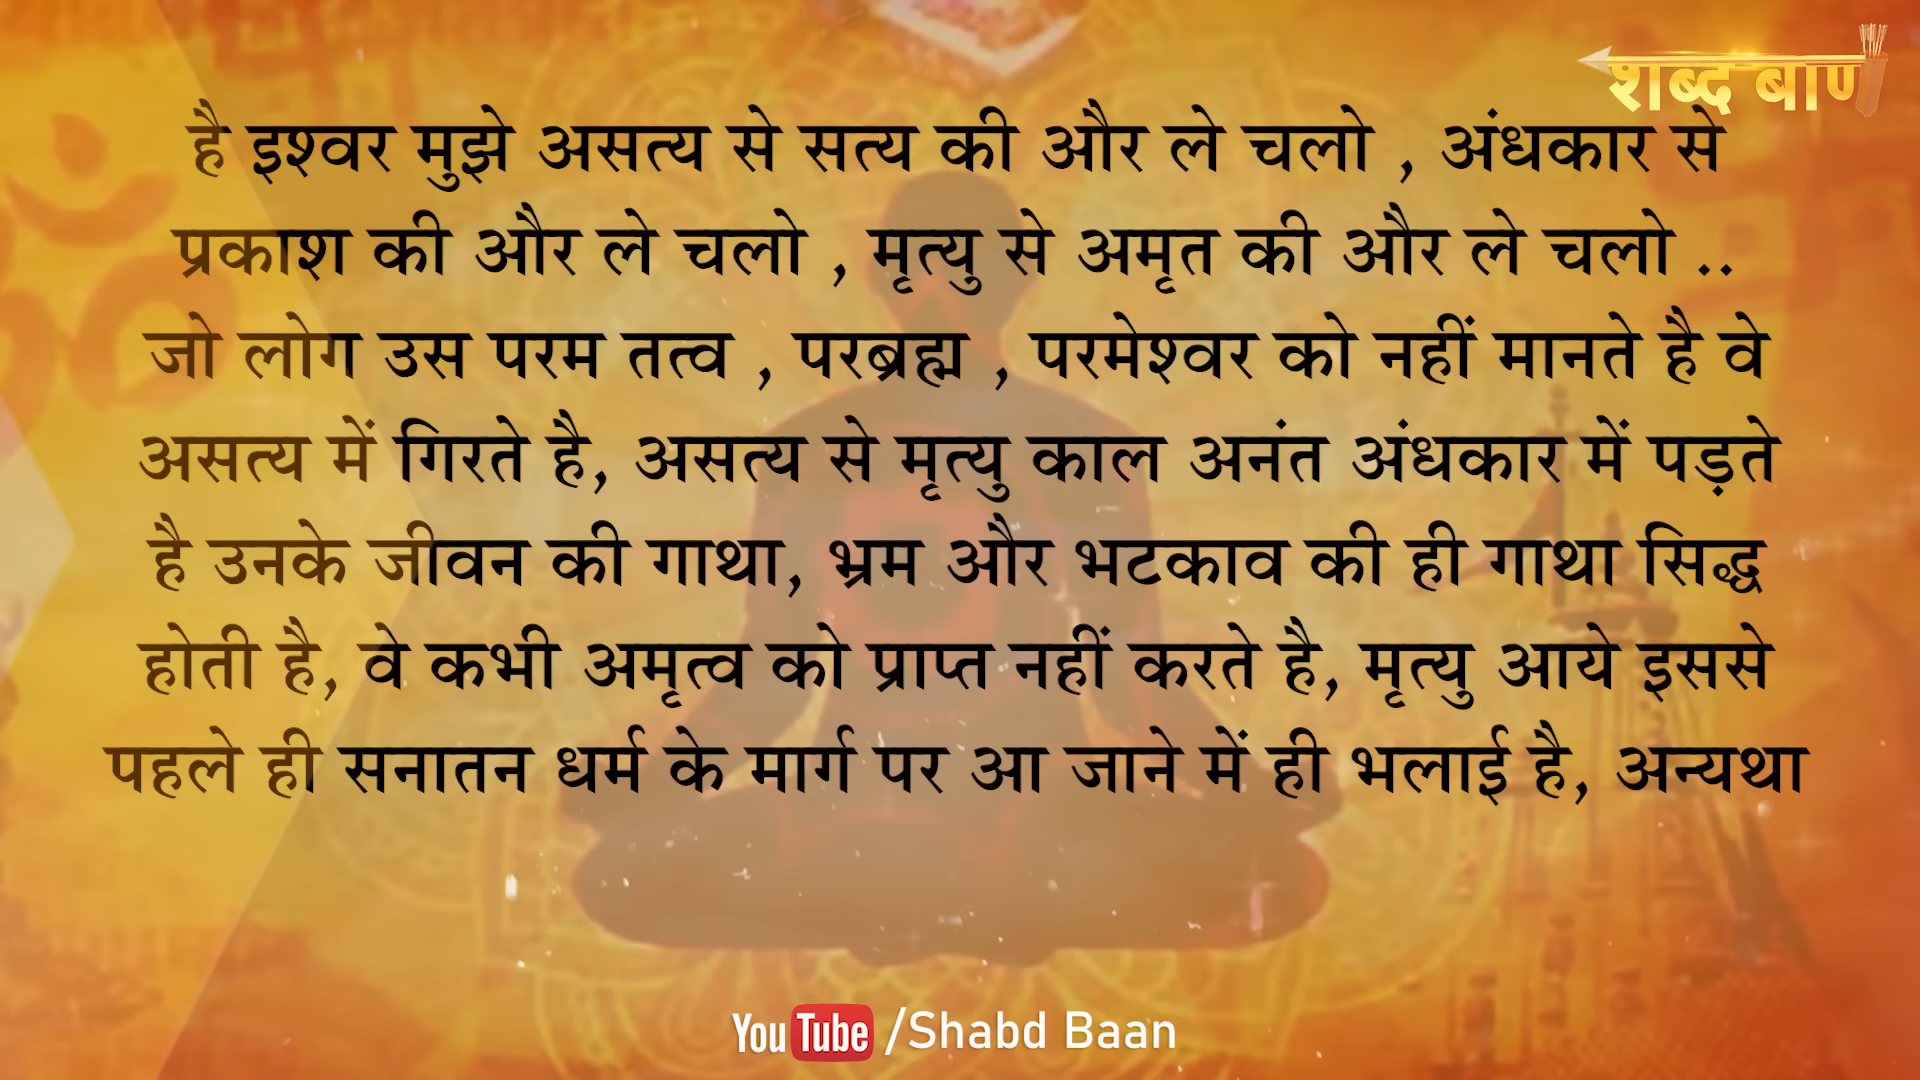 शब्द बाण
है इश्वर मुझे असत्य से सत्य की और ले चलो , अंधकार से
प्रकाश की और ले चलो , मृत्यु से अमृत की और ले चलो ..
जो लोग उस परम तत्व , परब्रह्म , परमेश्वर को नहीं मानते है वे
असत्य में गिरते है, असत्य से मृत्यु काल अनंत अंधकार में पड़ते
है उनके जीवन की गाथा, भ्रम और भटकाव की ही गाथा सिद्ध
होती है, वे कभी अमृत्व को प्राप्त नहीं करते है, मृत्यु आये इससे
पहले ही सनातन धर्म के मार्ग पर आ जाने में ही भलाई है, अन्यथा
YouTube /Shabd Baan